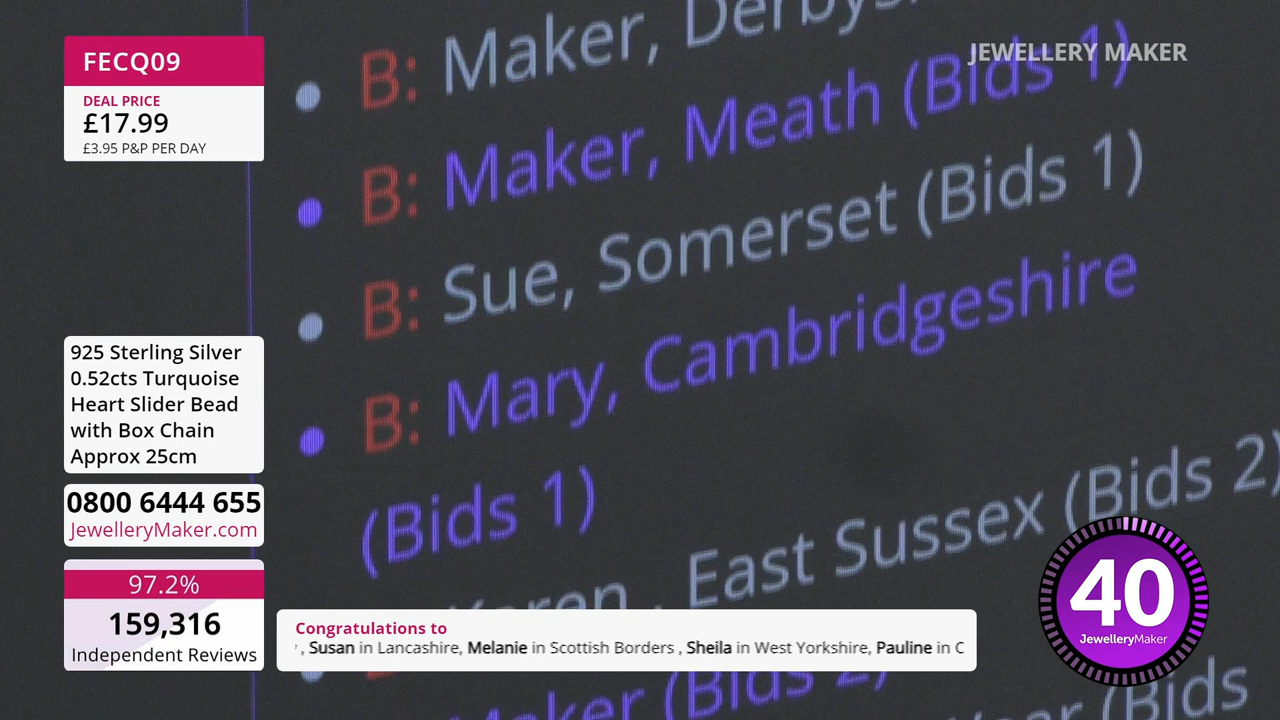 FECQ09
DEAL PRICE
£17.99
£3.95 P&P PER DAY
JEWELLERY MAKER
B: Maker,
B: Maker, Meath (Bids 1)
B: Sue, Somerset (Bids 1)
B: Mary, Cambridgeshire
(Bids 1)
Karen , East Sussex (Bids 2)
Maker (Bids 2)
(Bids
925 Sterling Silver
0.52cts Turquoise
Heart Slider Bead
with Box Chain
Approx 25cm
0800 6444 655
JewelleryMaker.com
97.2%
159,316
Independent Reviews
Congratulations to
, Susan in Lancashire, Melanie in Scottish Borders , Sheila in West Yorkshire, Pauline in C
40
JewelleryMaker